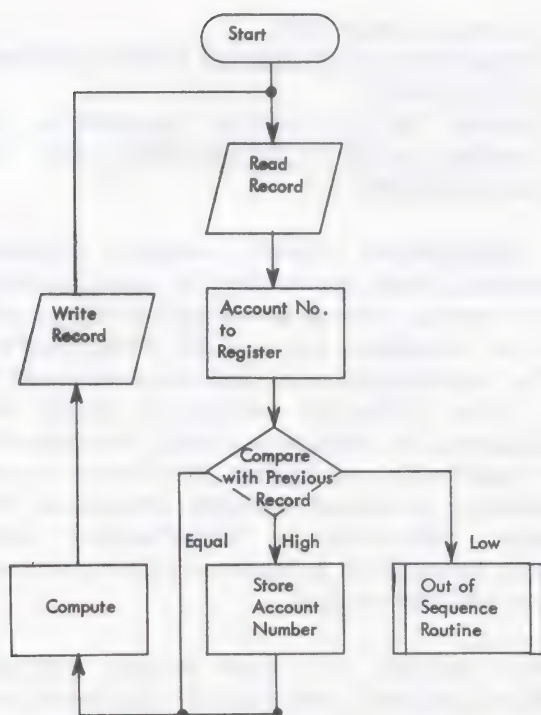 Start
Read
Record
Write
Record
Account No.
to
Register
Compare
with Previous
Record
Equal
High
Low
Compute
Store
Account
Number
Out of
Sequence
Routine